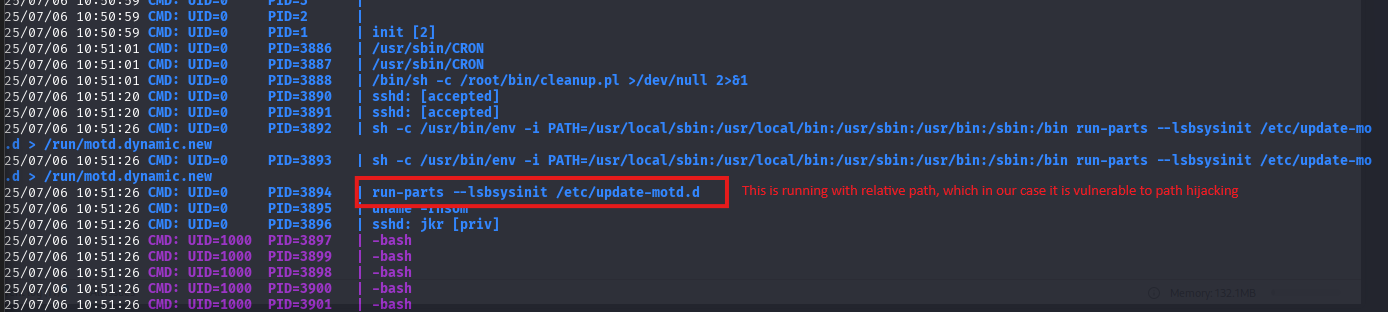 25/07/06 10:50:59 CMD: UID=0 PID=3 |
25/07/06 10:50:59 CMD: UID=0 PID=2 |
25/07/06 10:50:59 CMD: UID=0 PID=1 | init [2]
25/07/06 10:51:01 CMD: UID=0 PID=3886 | /usr/sbin/CRON
25/07/06 10:51:01 CMD: UID=0 PID=3887 | /usr/sbin/CRON
25/07/06 10:51:01 CMD: UID=0 PID=3888 | /bin/sh -c /root/bin/cleanup.pl >/dev/null 2>&1
25/07/06 10:51:20 CMD: UID=0 PID=3890 | sshd: [accepted]
25/07/06 10:51:20 CMD: UID=0 PID=3891 | sshd: [accepted]
25/07/06 10:51:26 CMD: UID=0 PID=3892 | sh -c /usr/bin/env -i PATH=/usr/local/sbin:/usr/local/bin:/usr/sbin:/usr/bin:/sbin:/bin run-parts --lsbsysinit /etc/update-mo
.d > /run/motd.dynamic.new
25/07/06 10:51:26 CMD: UID=0 PID=3893 | sh -c /usr/bin/env -i PATH=/usr/local/sbin:/usr/local/bin:/usr/sbin:/usr/bin:/sbin:/bin run-parts --lsbsysinit /etc/update-mo
.d > /run/motd.dynamic.new
25/07/06 10:51:26 CMD: UID=0 PID=3894 | run-parts --lsbsysinit /etc/update-motd.d This is running with relative path, which in our case it is vulnerable to path hijacking
25/07/06 10:51:26 CMD: UID=0 PID=3895 | uname -rnsom
25/07/06 10:51:26 CMD: UID=0 PID=3896 | sshd: jkr [priv]
25/07/06 10:51:26 CMD: UID=1000 PID=3897 | -bash
25/07/06 10:51:26 CMD: UID=1000 PID=3899 | -bash
25/07/06 10:51:26 CMD: UID=1000 PID=3898 | -bash
25/07/06 10:51:26 CMD: UID=1000 PID=3900 | -bash
25/07/06 10:51:26 CMD: UID=1000 PID=3901 | -bash
Memory: 132.1MB